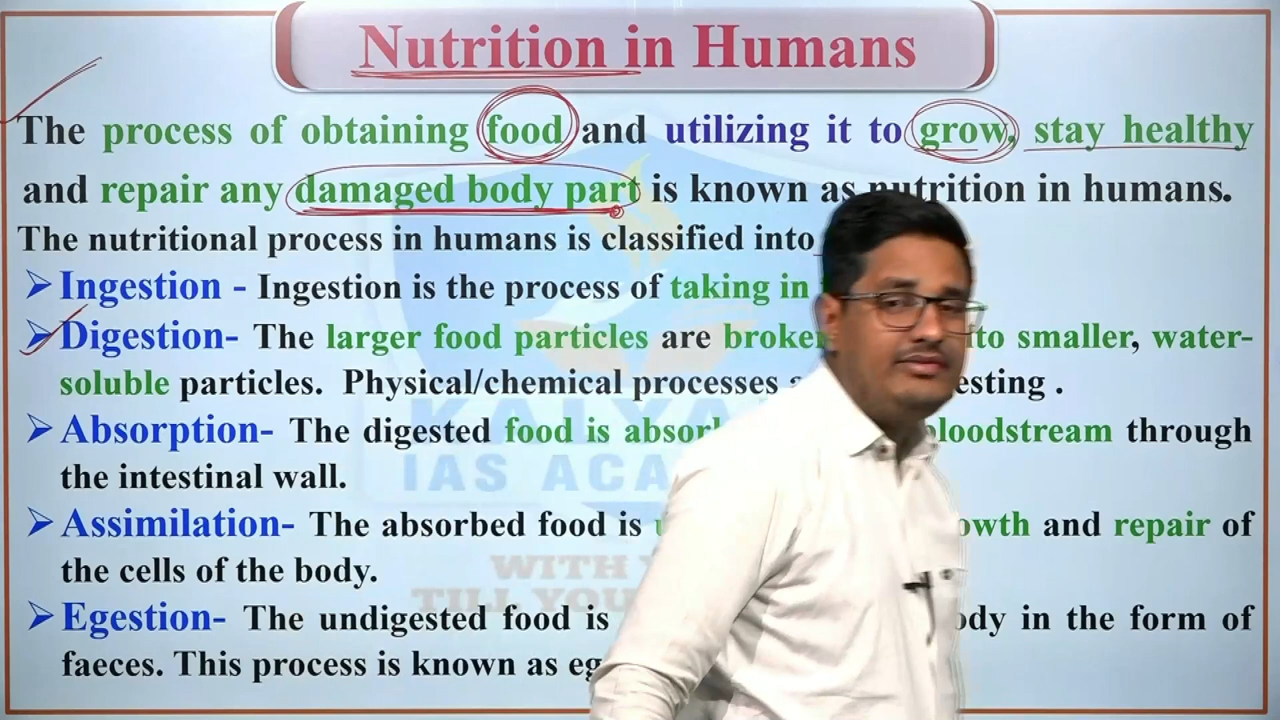 Nutrition in Humans
The process of obtaining food and utilizing it to grow, stay healthy
and repair any damaged body part is known as nutrition in humans.
The nutritional process in humans is classified into
Ingestion - Ingestion is the process of taking in
Digestion- The larger food particles are broken to smaller, water-
soluble particles. Physical/chemical processes
Absorption- The digested food is bloodstream through
the intestinal wall.
Assimilation- The absorbed food is and repair of
the cells of the body.
Egestion- The undigested food is in the form of
faeces. This process is known as
IAS
WITH
TILL